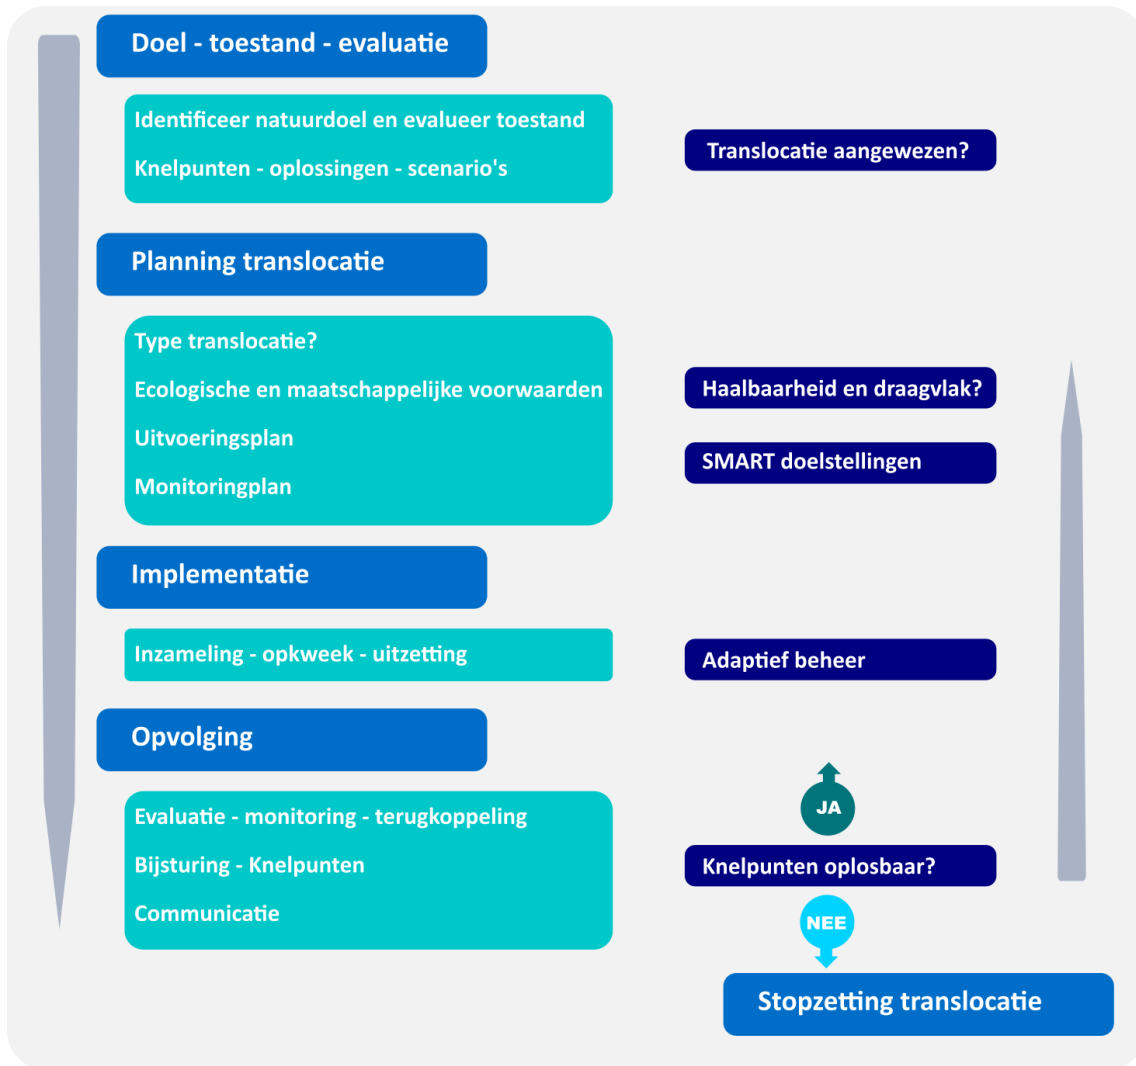 Doel - toestand - evaluatie
Identificeer natuurdoel en evalueer toestand
Knelpunten - oplossingen - scenario's
Translocatie aangewezen?
Planning translocatie
Type translocatie?
Ecologische en maatschappelijke voorwaarden
Uitvoeringsplan
Monitoringplan
Haalbaarheid en draagvlak?
SMART doelstellingen
Implementatie
Inzameling - opkweek - uitzetting
Adaptief beheer
Opvolging
Evaluatie - monitoring - terugkoppeling
Bijsturing - Knelpunten
Communicatie
JA
Knelpunten oplosbaar?
NEE
Stopzetting translocatie